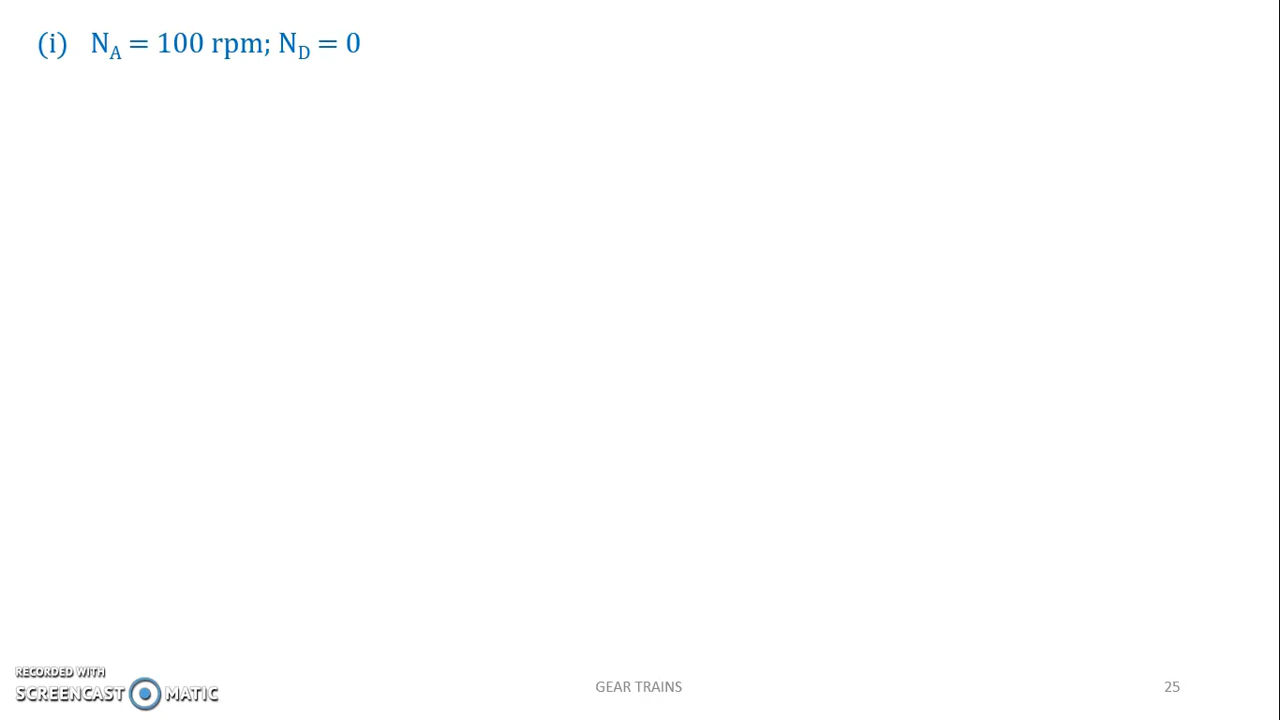 (i) N_A = 100 rpm; N_D = 0
RECORDED WITH
SCREENCAST MATIC
GEAR TRAINS
25